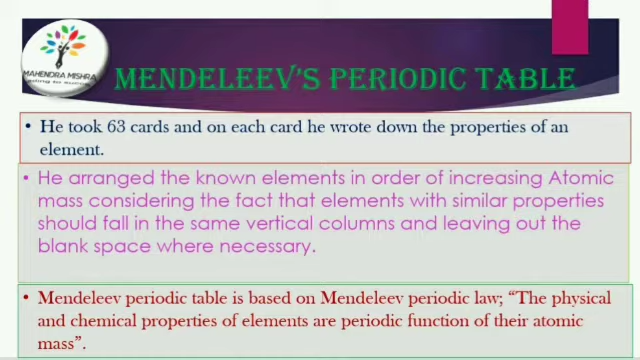 MAHENDRA MISHRA
MENDELEEV'S PERIODIC TABLE
• He took 63 cards and on each card he wrote down the properties of an
element.
• He arranged the known elements in order of increasing Atomic
mass considering the fact that elements with similar properties
should fall in the same vertical columns and leaving out the
blank space where necessary.
• Mendeleev periodic table is based on Mendeleev periodic law; “The physical
and chemical properties of elements are periodic function of their atomic
mass”.